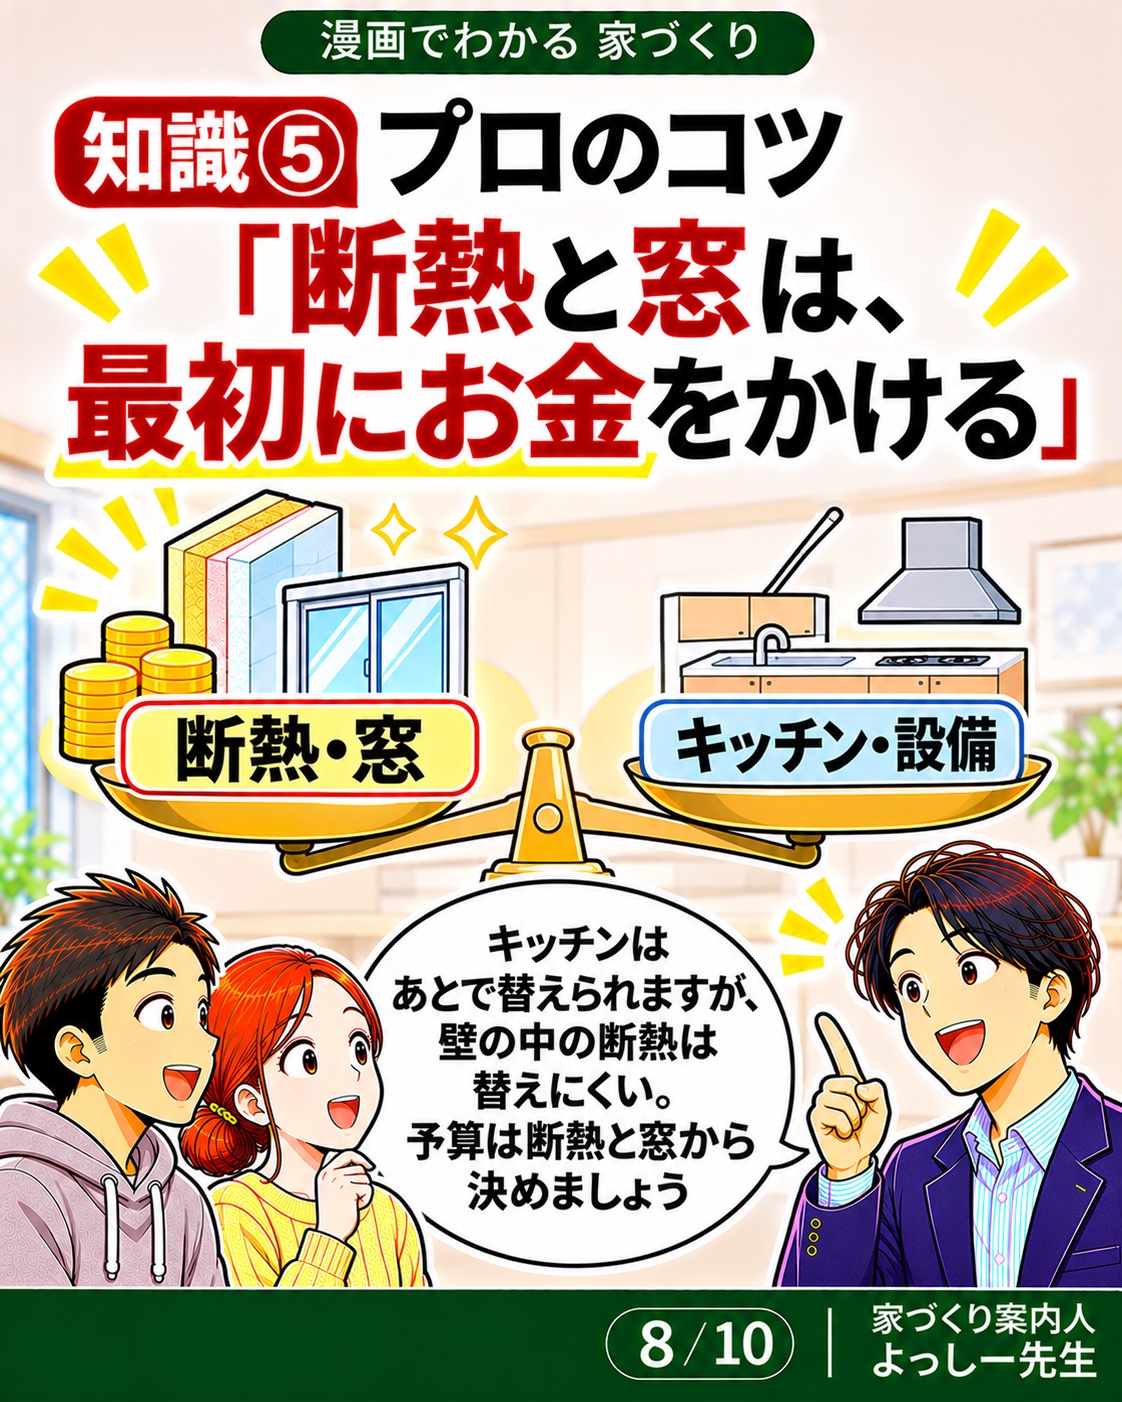 漫画でわかる 家づくり
知識⑤ プロのコツ
「断熱と窓は、
最初にお金をかける」
断熱・窓
キッチン・設備
キッチンは
あとで替えられますが、
壁の中の断熱は
替えにくい。
予算は断熱と窓から
決めましょう
8/10
家づくり案内人
よっしー先生